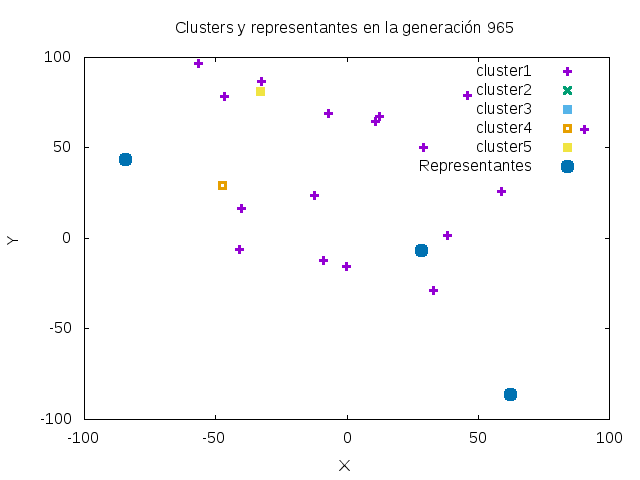 Clusters y representantes en la generación 965
100
50
0
-50
-100
-100
-50
0
50
100
Y
X
cluster1
cluster2
cluster3
cluster4
cluster5
Representantes